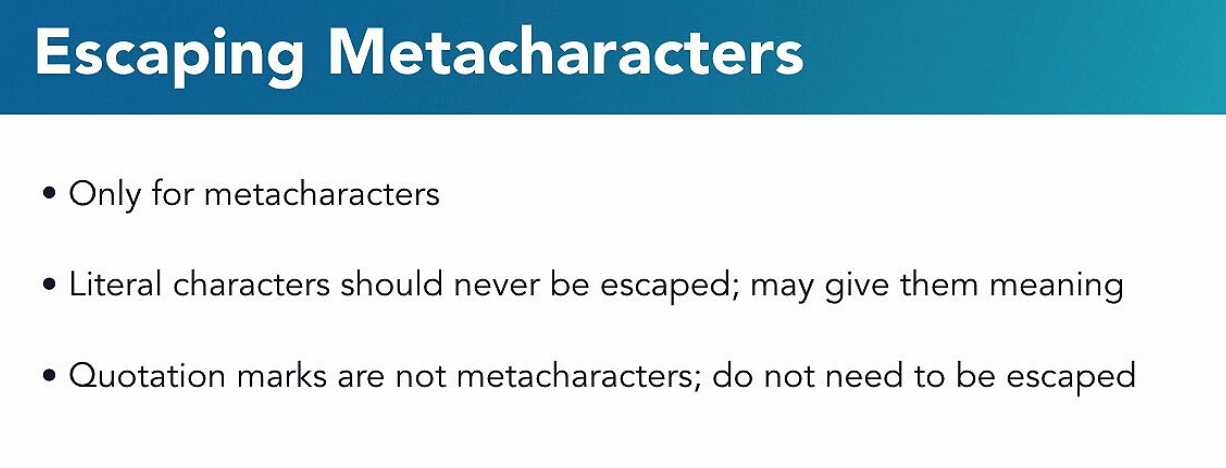 Escaping Metacharacters
• Only for metacharacters
• Literal characters should never be escaped; may give them meaning
• Quotation marks are not metacharacters; do not need to be escaped